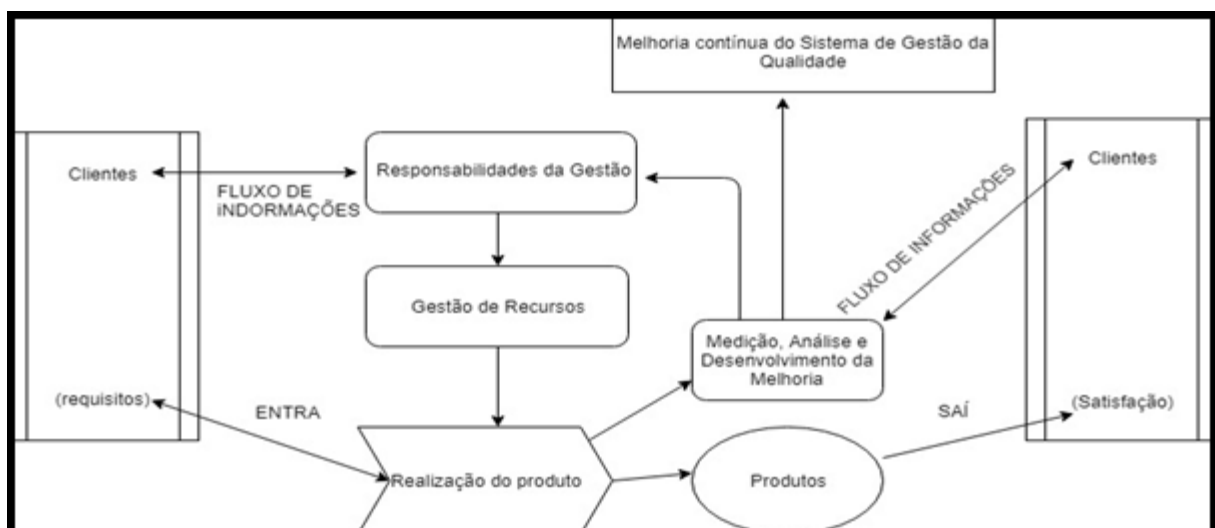 Melhoria contínua do Sistema de Gestão da
Qualidade
Clientes
FLUXO DE
iNDORMAÇÕES
Responsabilidades da Gestão
Clientes
FLUXO DE INFORMAÇÕES
Gestão de Recursos
Medição, Análise e
Desenvolvimento da
Melhoria
(requisitos)
ENTRA
SAÍ
(Satisfação)
Realização do produto
Produtos